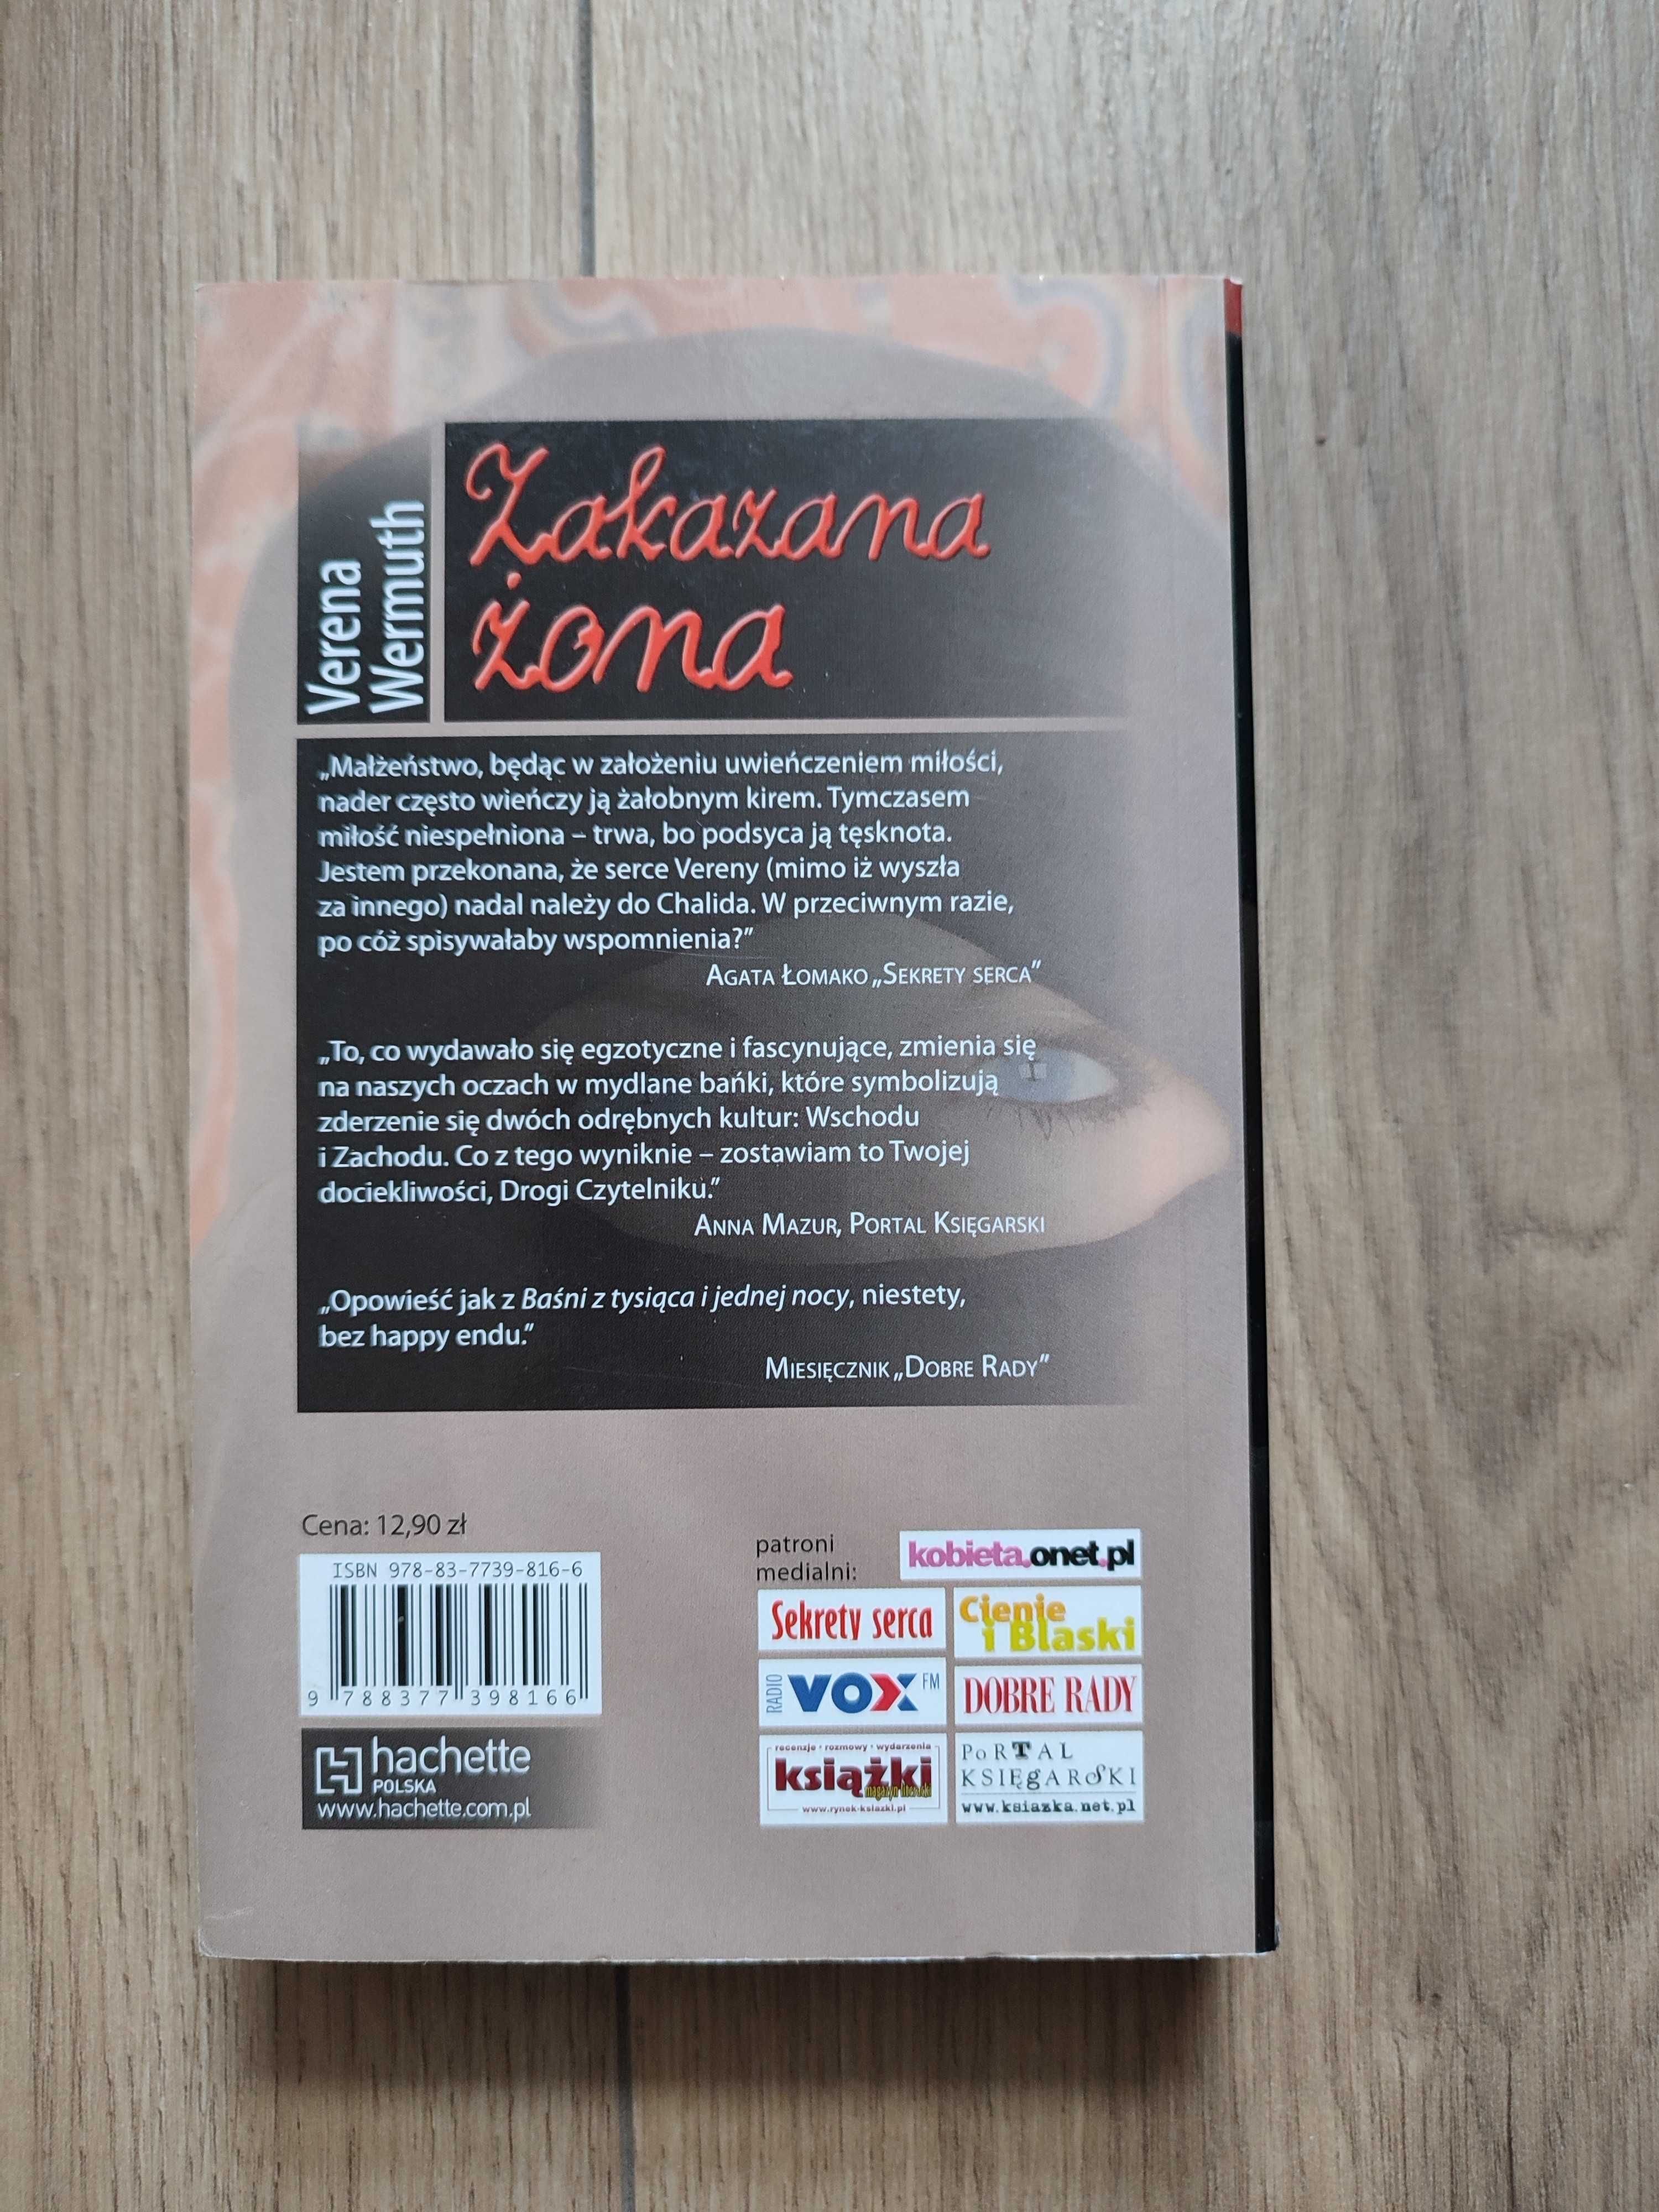 Verena
Wermuth
Zakazana
żona
„Małżeństwo, będąc w założeniu uwieńczeniem miłości,
nader często wieńczy ją żałobnym kirem. Tymczasem
miłość niespełniona – trwa, bo podsyca ją tęsknota.
Jestem przekonana, że serce Vereny (mimo iż wyszła
za innego) nadal należy do Chalida. W przeciwnym razie,
po cóż spisywałaby wspomnienia?”
Agata Łomako „Sekrety serca”
„To, co wydawało się egzotyczne i fascynujące, zmienia się
na naszych oczach w mydlane bańki, które symbolizują
zderzenie się dwóch odrębnych kultur: Wschodu
i Zachodu. Co z tego wyniknie – zostawiam to Twojej
dociekliwości, Drogi Czytelniku.”
Anna Mazur, Portal Księgarski
„Opowieść jak z Baśni z tysiąca i jednej nocy, niestety,
bez happy endu.”
Miesięcznik „Dobre Rady”
Cena: 12,90 zł
ISBN 978-83-7739-816-6
9 788377 398166
hachette
POLSKA
www.hachette.com.pl
patroni
medialni:
kobieta.onet.pl
Sekrety serca
Cienie
i Blaski
RADIO VOX FM
DOBRE RADY
recenzje • rozmowy • wydarzenia
książki
magazyn literacki
www.rynek-ksiazki.pl
PoRTAL
KSIĘgARSKI
www.ksiazka.net.pl